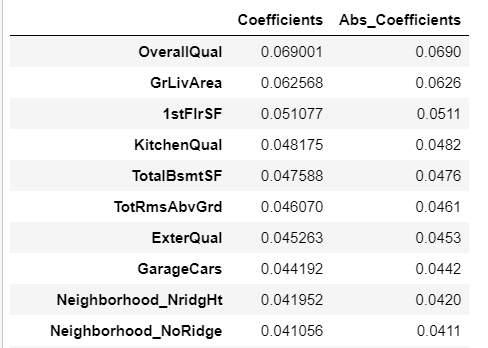 Coefficients Abs_Coefficients
OverallQual 0.069001 0.0690
GrLivArea 0.062568 0.0626
1stFlrSF 0.051077 0.0511
KitchenQual 0.048175 0.0482
TotalBsmtSF 0.047588 0.0476
TotRmsAbvGrd 0.046070 0.0461
ExterQual 0.045263 0.0453
GarageCars 0.044192 0.0442
Neighborhood_NridgHt 0.041952 0.0420
Neighborhood_NoRidge 0.041056 0.0411